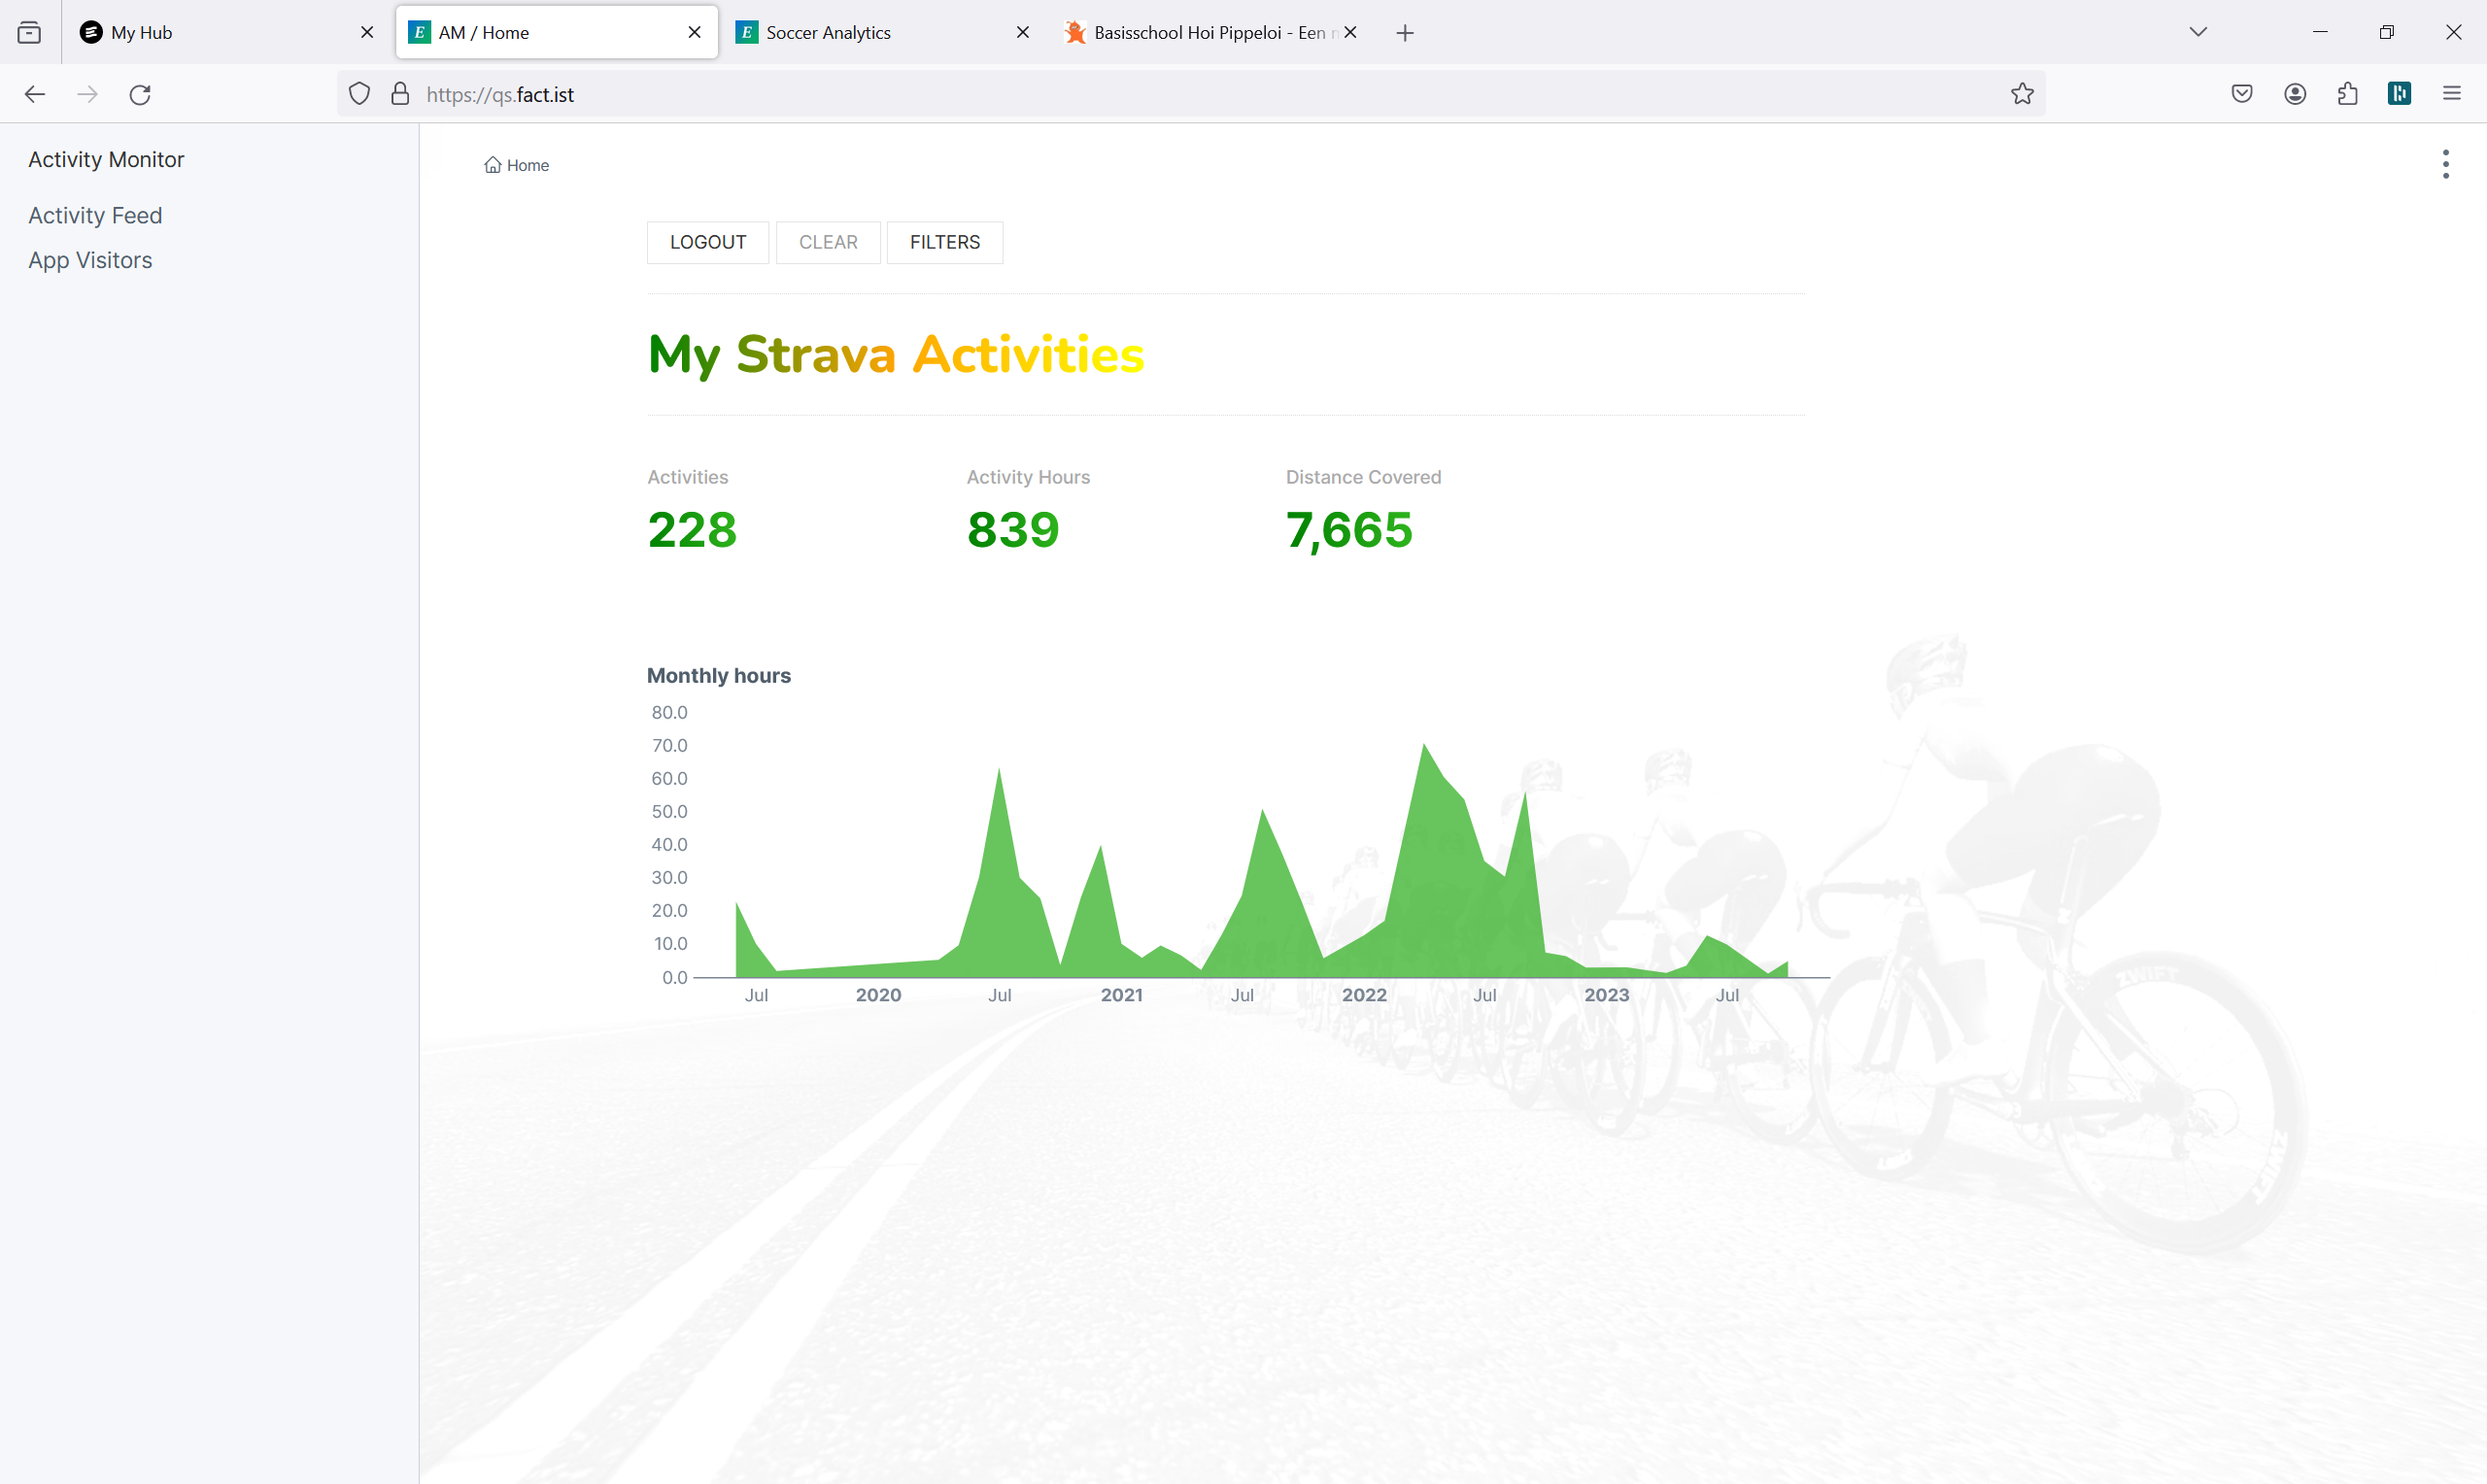 My Hub
AM / Home
Soccer Analytics
Basisschool Hoi Pippeloi - Een
https://qs.fact.ist
Activity Monitor
Activity Feed
App Visitors
Home
LOGOUT CLEAR FILTERS
My Strava Activities
Activities Activity Hours Distance Covered
228 839 7,665
Monthly hours
80.0
70.0
60.0
50.0
40.0
30.0
20.0
10.0
0.0
Jul 2020 Jul 2021 Jul 2022 Jul 2023 Jul
ZWIFT
ZWIFT